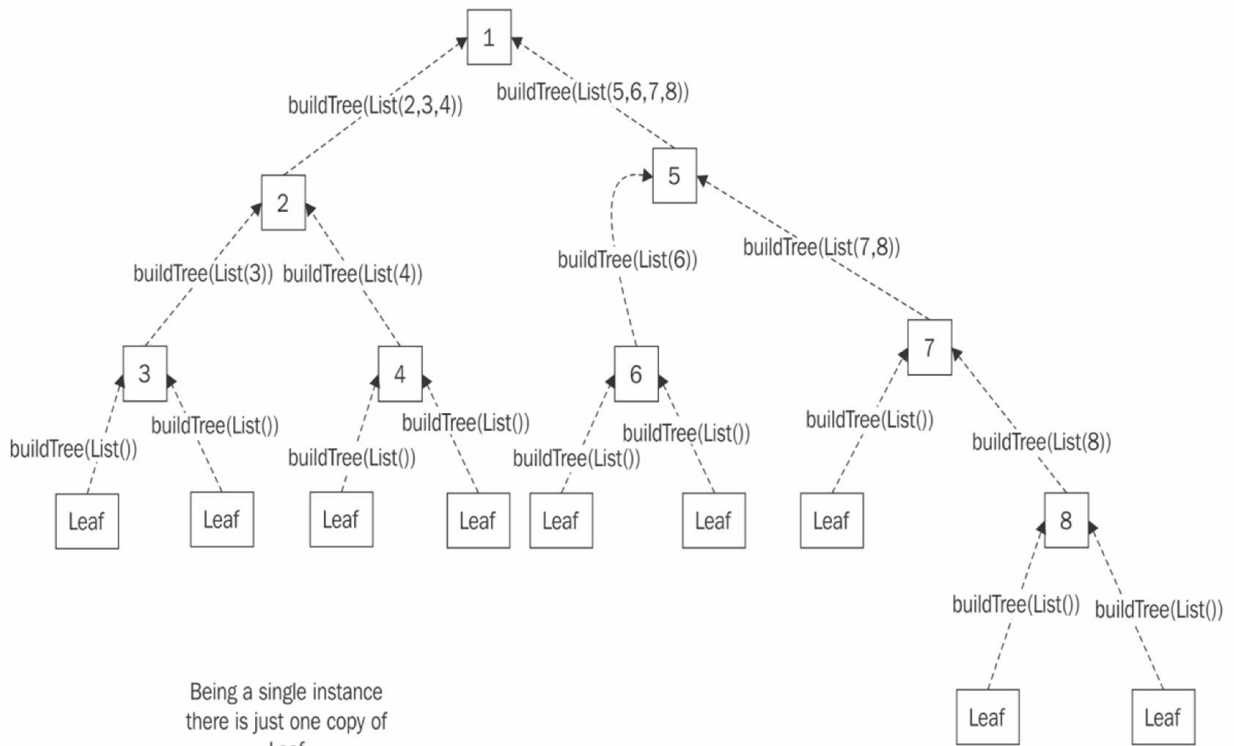 1
buildTree(List(2,3,4))
buildTree(List(5,6,7,8))
2
5
buildTree(List(3))
buildTree(List(4))
buildTree(List(6))
buildTree(List(7,8))
3
4
6
7
buildTree(List())
buildTree(List())
buildTree(List())
buildTree(List())
buildTree(List())
buildTree(List())
buildTree(List())
buildTree(List(8))
Leaf
Leaf
Leaf
Leaf
Leaf
Leaf
Leaf
8
buildTree(List())
buildTree(List())
Leaf
Leaf
Being a single instance
there is just one copy of